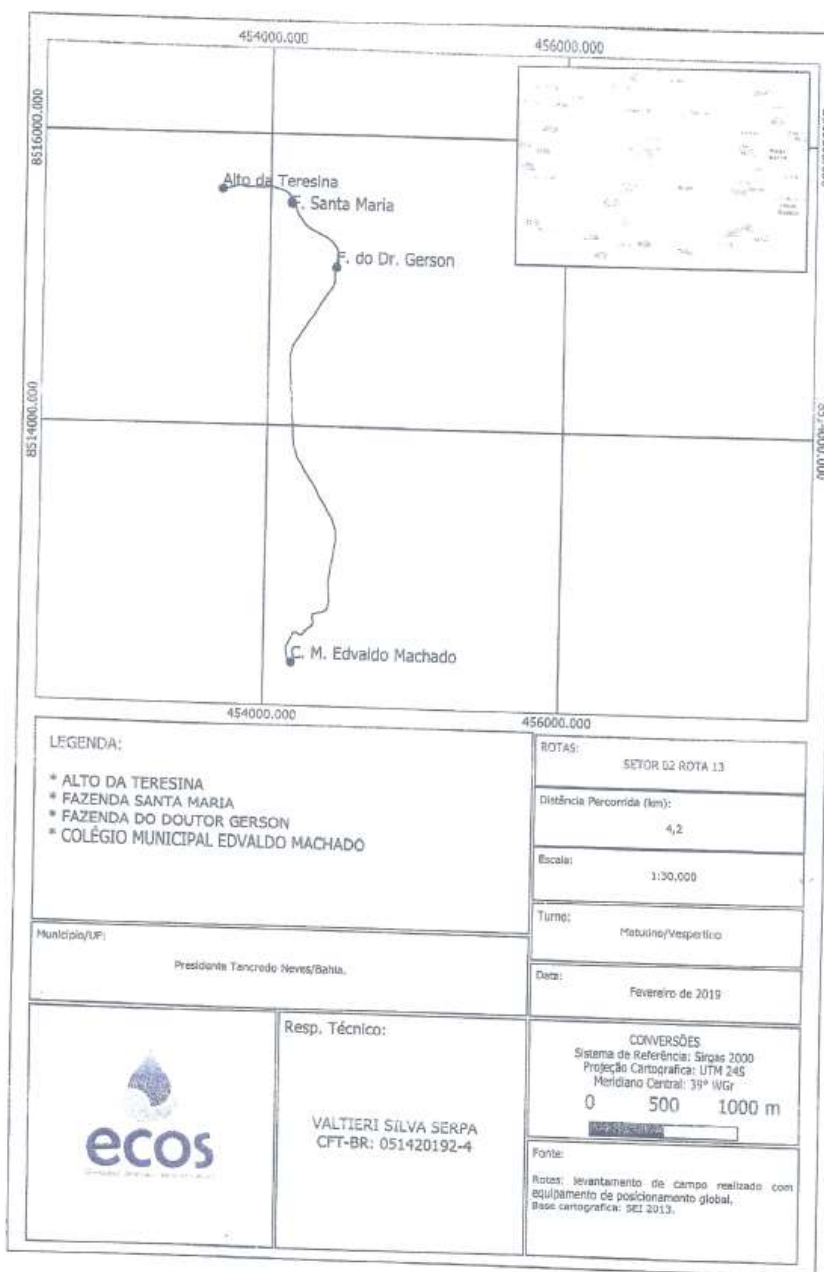 454000.000
456000.000
8516000.000
Alto da Teresina
F. Santa Maria
F. do Dr. Gerson
8514000.000
8514000.000
C. M. Edvaldo Machado
454000.000
456000.000
LEGENDA:
* ALTO DA TERESINA
* FAZENDA SANTA MARIA
* FAZENDA DO DOUTOR GERSON
* COLÉGIO MUNICIPAL EDVALDO MACHADO
ROTAS:
SETOR 02 ROTA 13
Distância Percorrida (km):
4,2
Escala:
1:30,000
Turno:
Matutino/Vespertino
Município/UF:
Presidente Tancredo Neves/Bahia.
Data:
Fevereiro de 2019
ecos
Resp. Técnico:
VALTIERI SILVA SERPA
CFT-BR: 051420192-4
CONVERSÕES
Sistema de Referência: Sirgas 2000
Projeção Cartografica: UTM 24S
Meridiano Central: 39° WGr
0 500 1000 m
Fonte:
Rotas: levantamento de campo realizado com
equipamento de posicionamento global.
Base cartografica: SEI 2013.